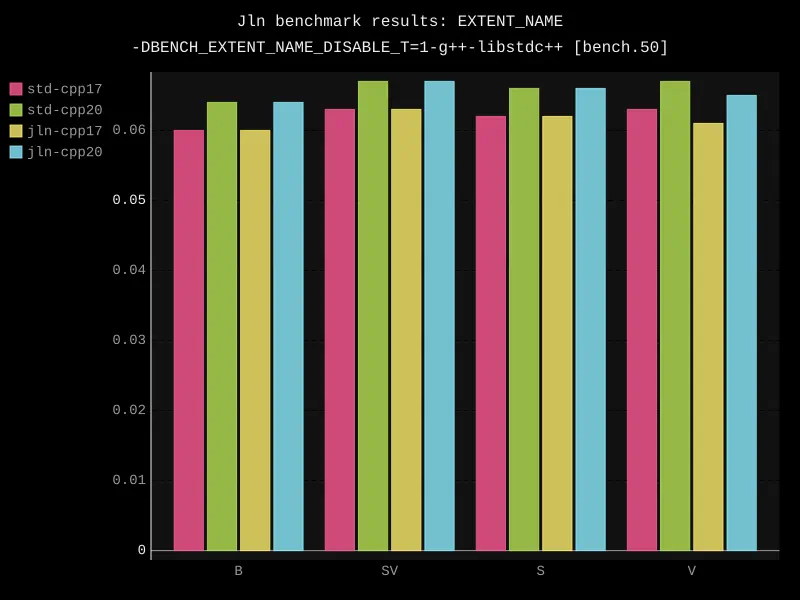 Jln benchmark results: EXTENT_NAME
-DBENCH_EXTENT_NAME_DISABLE_T=1-g++-libstdc++ [bench.50]
std-cpp17
std-cpp20
jln-cpp17
jln-cpp20
0.06
0.05
0.04
0.03
0.02
0.01
0
B SV S V